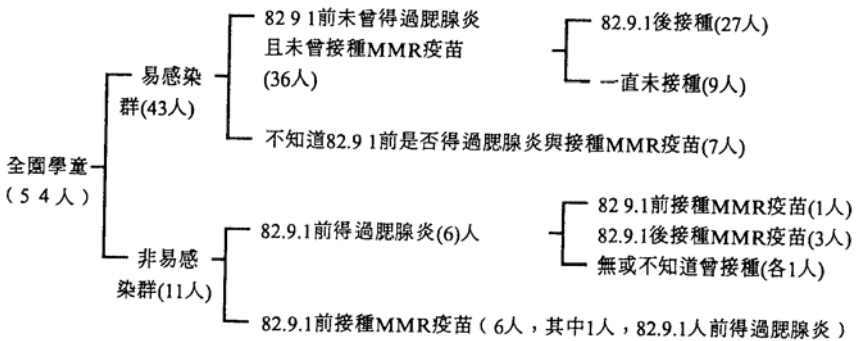 82 9 1前未曾得過腮腺炎
且未曾接種MMR疫苗
(36人)
82.9.1後接種(27人)
一直未接種(9人)
易感染
群(43人)
不知道82.9 1前是否得過腮腺炎與接種MMR疫苗(7人)
全園學童
(54人)
82 9.1前接種MMR疫苗(1人)
82.9.1前得過腮腺炎(6)人
82.9.1後接種MMR疫苗(3人)
無或不知道曾接種(各1人)
非易感
染群(11人)
82.9.1前接種MMR疫苗(6人，其中1人，82.9.1人前得過腮腺炎)